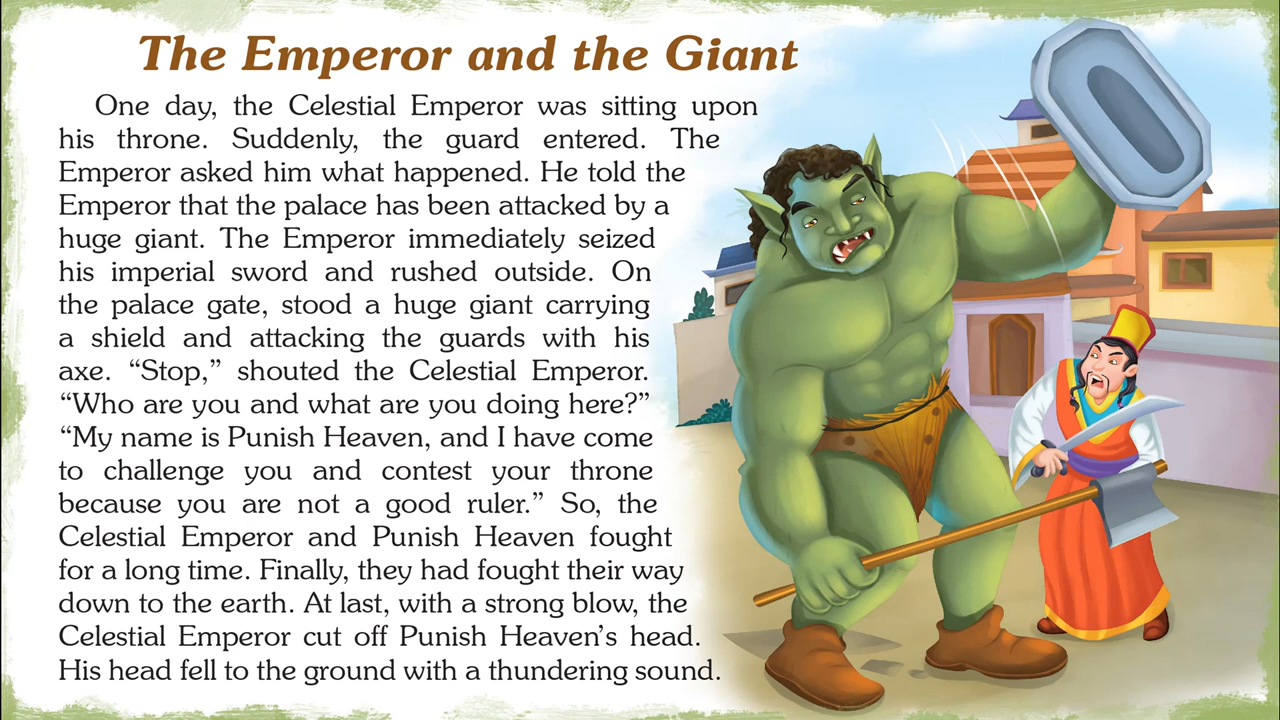 The Emperor and the Giant
One day, the Celestial Emperor was sitting upon
his throne. Suddenly, the guard entered. The
Emperor asked him what happened. He told the
Emperor that the palace has been attacked by a
huge giant. The Emperor immediately seized
his imperial sword and rushed outside. On
the palace gate, stood a huge giant carrying
a shield and attacking the guards with his
axe. “Stop,” shouted the Celestial Emperor.
“Who are you and what are you doing here?”
“My name is Punish Heaven, and I have come
to challenge you and contest your throne
because you are not a good ruler.” So, the
Celestial Emperor and Punish Heaven fought
for a long time. Finally, they had fought their way
down to the earth. At last, with a strong blow, the
Celestial Emperor cut off Punish Heaven’s head.
His head fell to the ground with a thundering sound.